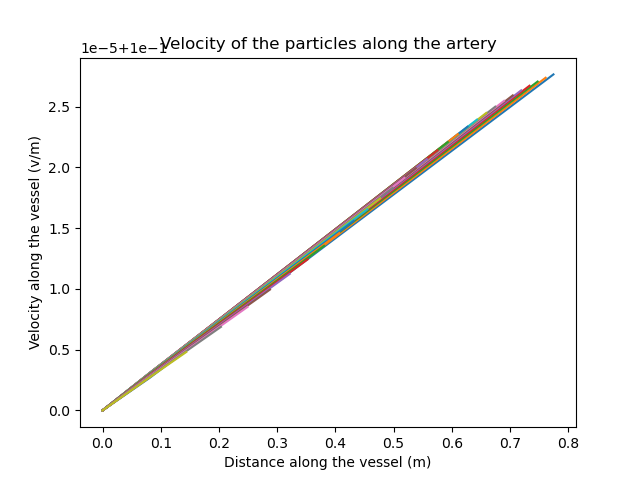 1e−5+1e−1
Velocity of the particles along the artery
Velocity along the vessel (v/m)
2.5
2.0
1.5
1.0
0.5
0.0
0.0 0.1 0.2 0.3 0.4 0.5 0.6 0.7 0.8
Distance along the vessel (m)